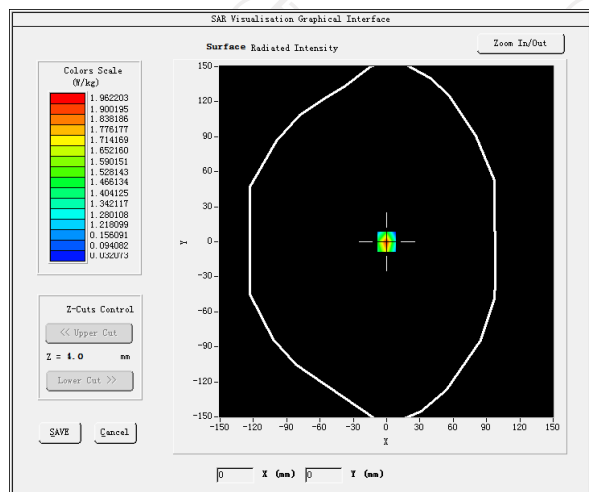 SAR Visualisation Graphical Interface
Surface Radiated Intensity
Zoom In/Out
Colors Scale
(W/kg)
1.962203
1.900195
1.838186
1.776177
1.714169
1.652160
1.590151
1.528143
1.466134
1.404125
1.342117
1.280108
1.218099
0.156091
0.094082
0.032073
Z-Cuts Control
<< Upper Cut
Z = 4.0 mm
Lower Cut >>
SAVE
Cancel
150
120
90
60
30
0
-30
-60
-90
-120
-150
Y
-150 -120 -90 -60 -30 0 30 60 90 120 150
X
0 X (mm) 0 Y (mm)